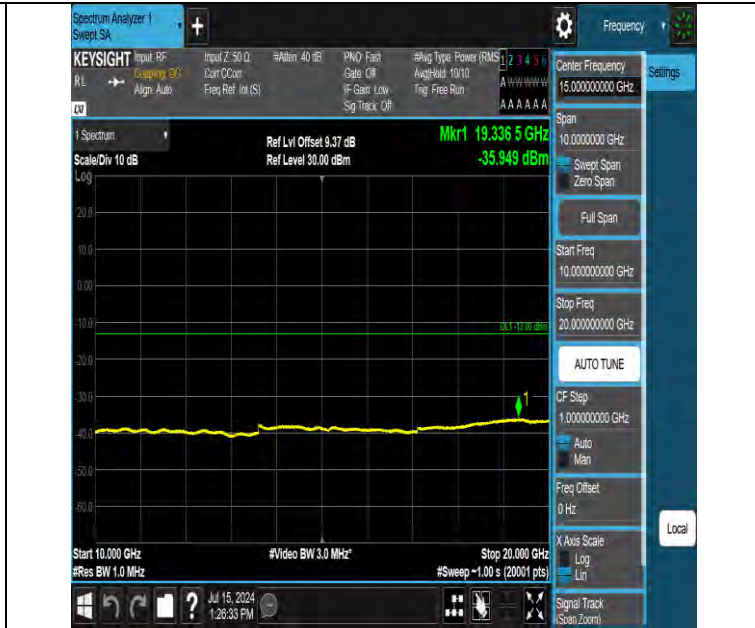 Spectrum Analyzer 1
Swept SA
+
Frequency
KEYSIGHT
RL
LXI
Input: RF
Coupling: DC
Align: Auto
Input Z: 50 Ω
Corr CCorr
Freq Ref: Int (S)
#Atten: 40 dB
PNO: Fast
Gate: Off
IF Gain: Low
Sig Track: Off
#Avg Type: Power (RMS
Avg|Hold: 10/10
Trig: Free Run
1 2 3 4 5 6
A W W W W W
A A A A A A
1 Spectrum
Scale/Div 10 dB
Log
Ref Lvl Offset 9.37 dB
Ref Level 30.00 dBm
Mkr1 19.336 5 GHz
-35.949 dBm
20.0
10.0
0.00
-10.0
DL1 -13.00 dBm
-20.0
-30.0
1
-40.0
-50.0
-60.0
Start 10.000 GHz
#Video BW 3.0 MHz*
Stop 20.000 GHz
#Res BW 1.0 MHz
#Sweep ~1.00 s (20001 pts)
?
Jul 15, 2024
1:26:33 PM
Center Frequency
15.00000000 GHz
Settings
Span
10.0000000 GHz
Swept Span
Zero Span
Full Span
Start Freq
10.000000000 GHz
Stop Freq
20.000000000 GHz
AUTO TUNE
CF Step
1.000000000 GHz
Auto
Man
Freq Offset
0 Hz
X Axis Scale
Log
Lin
Local
Signal Track
(Span Zoom)